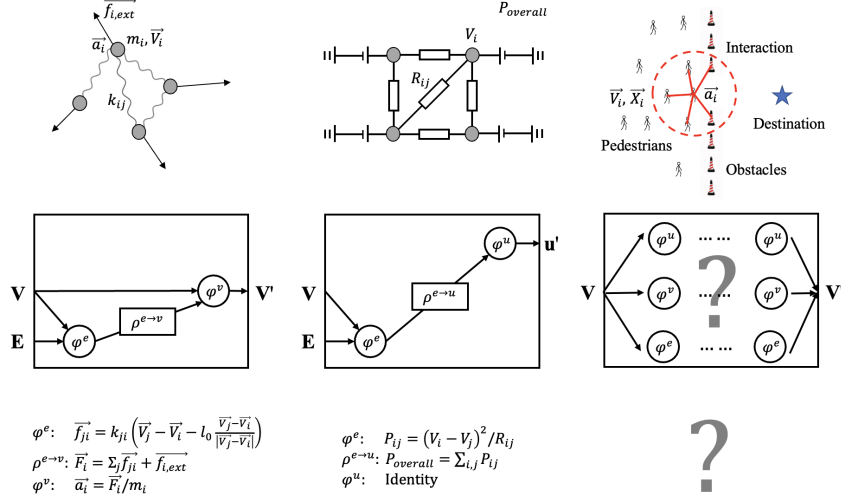 f_{i,ext}
a_i m_i, V_i
k_{ij}
P_{overall}
V_i
R_{ij}
Interaction
V_i, X_i
a_i
Destination
Pedestrians
Obstacles
V
E
φ^e
ρ^{e→v}
φ^v
V'
V
E
φ^e
ρ^{e→u}
φ^u
u'
V
φ^u ... ... φ^u
φ^v ... ... φ^v
φ^e ... ... φ^e
?
V'
φ^e: f_{ji} = k_{ji} (V_j − V_i − l_0 (V_j−V_i)/|V_j−V_i|)
ρ^{e→v}: F_i = Σ_j f_{ji} + f_{i,ext}
φ^v: a_i = F_i/m_i
φ^e: P_{ij} = (V_i − V_j)^2/R_{ij}
ρ^{e→u}: P_{overall} = Σ_{i,j} P_{ij}
φ^u: Identity
?